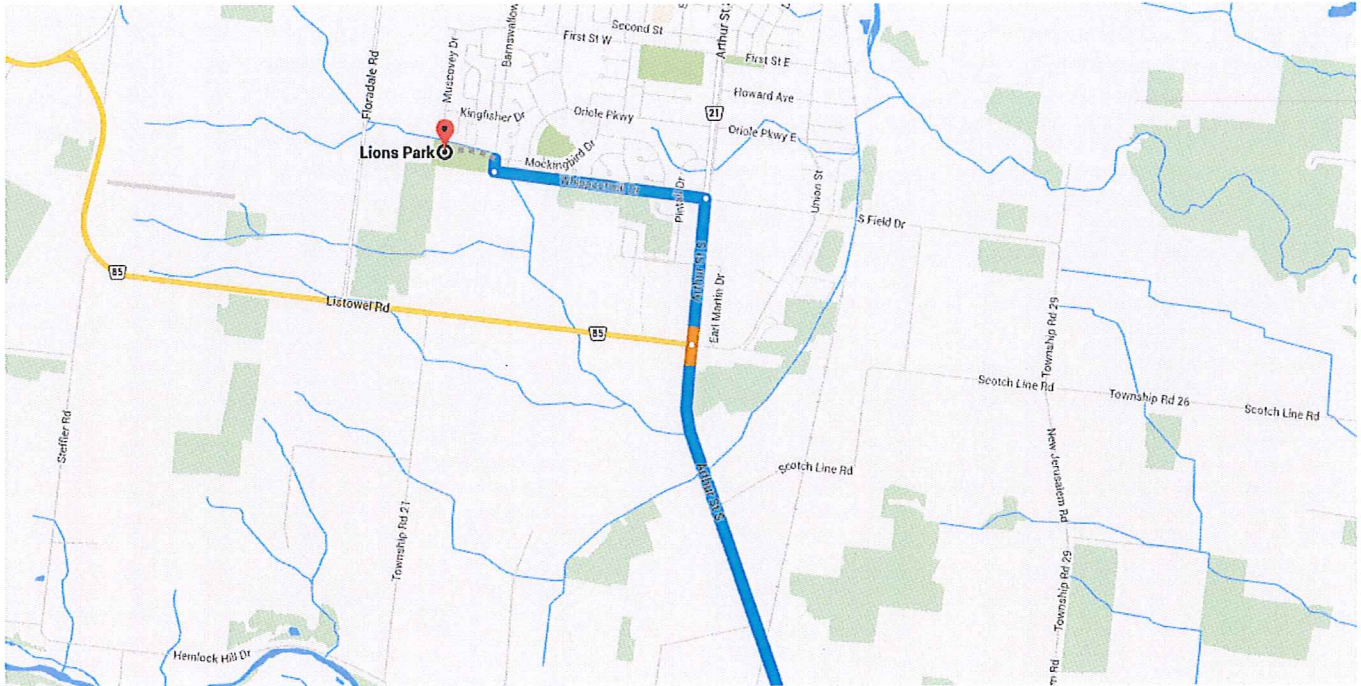 Second St
First St W
Arthur St
First St E
Floradale Rd
Muscovey Dr
Barnswallow
Howard Ave
21
Kingfisher Dr
Oriole Pkwy
Oriole Pkwy E
Lions Park
Mockingbird Dr
Pintail Dr
Union St
S Field Dr
Arthur St S
Earl Martin Dr
85
Listowel Rd
85
Township Rd 29
Scotch Line Rd
Township Rd 26
Scotch Line Rd
Steffler Rd
Scotch Line Rd
New Jerusalem Rd
Arthur St S
Township Rd 21
Township Rd 29
Hemlock Hill Dr